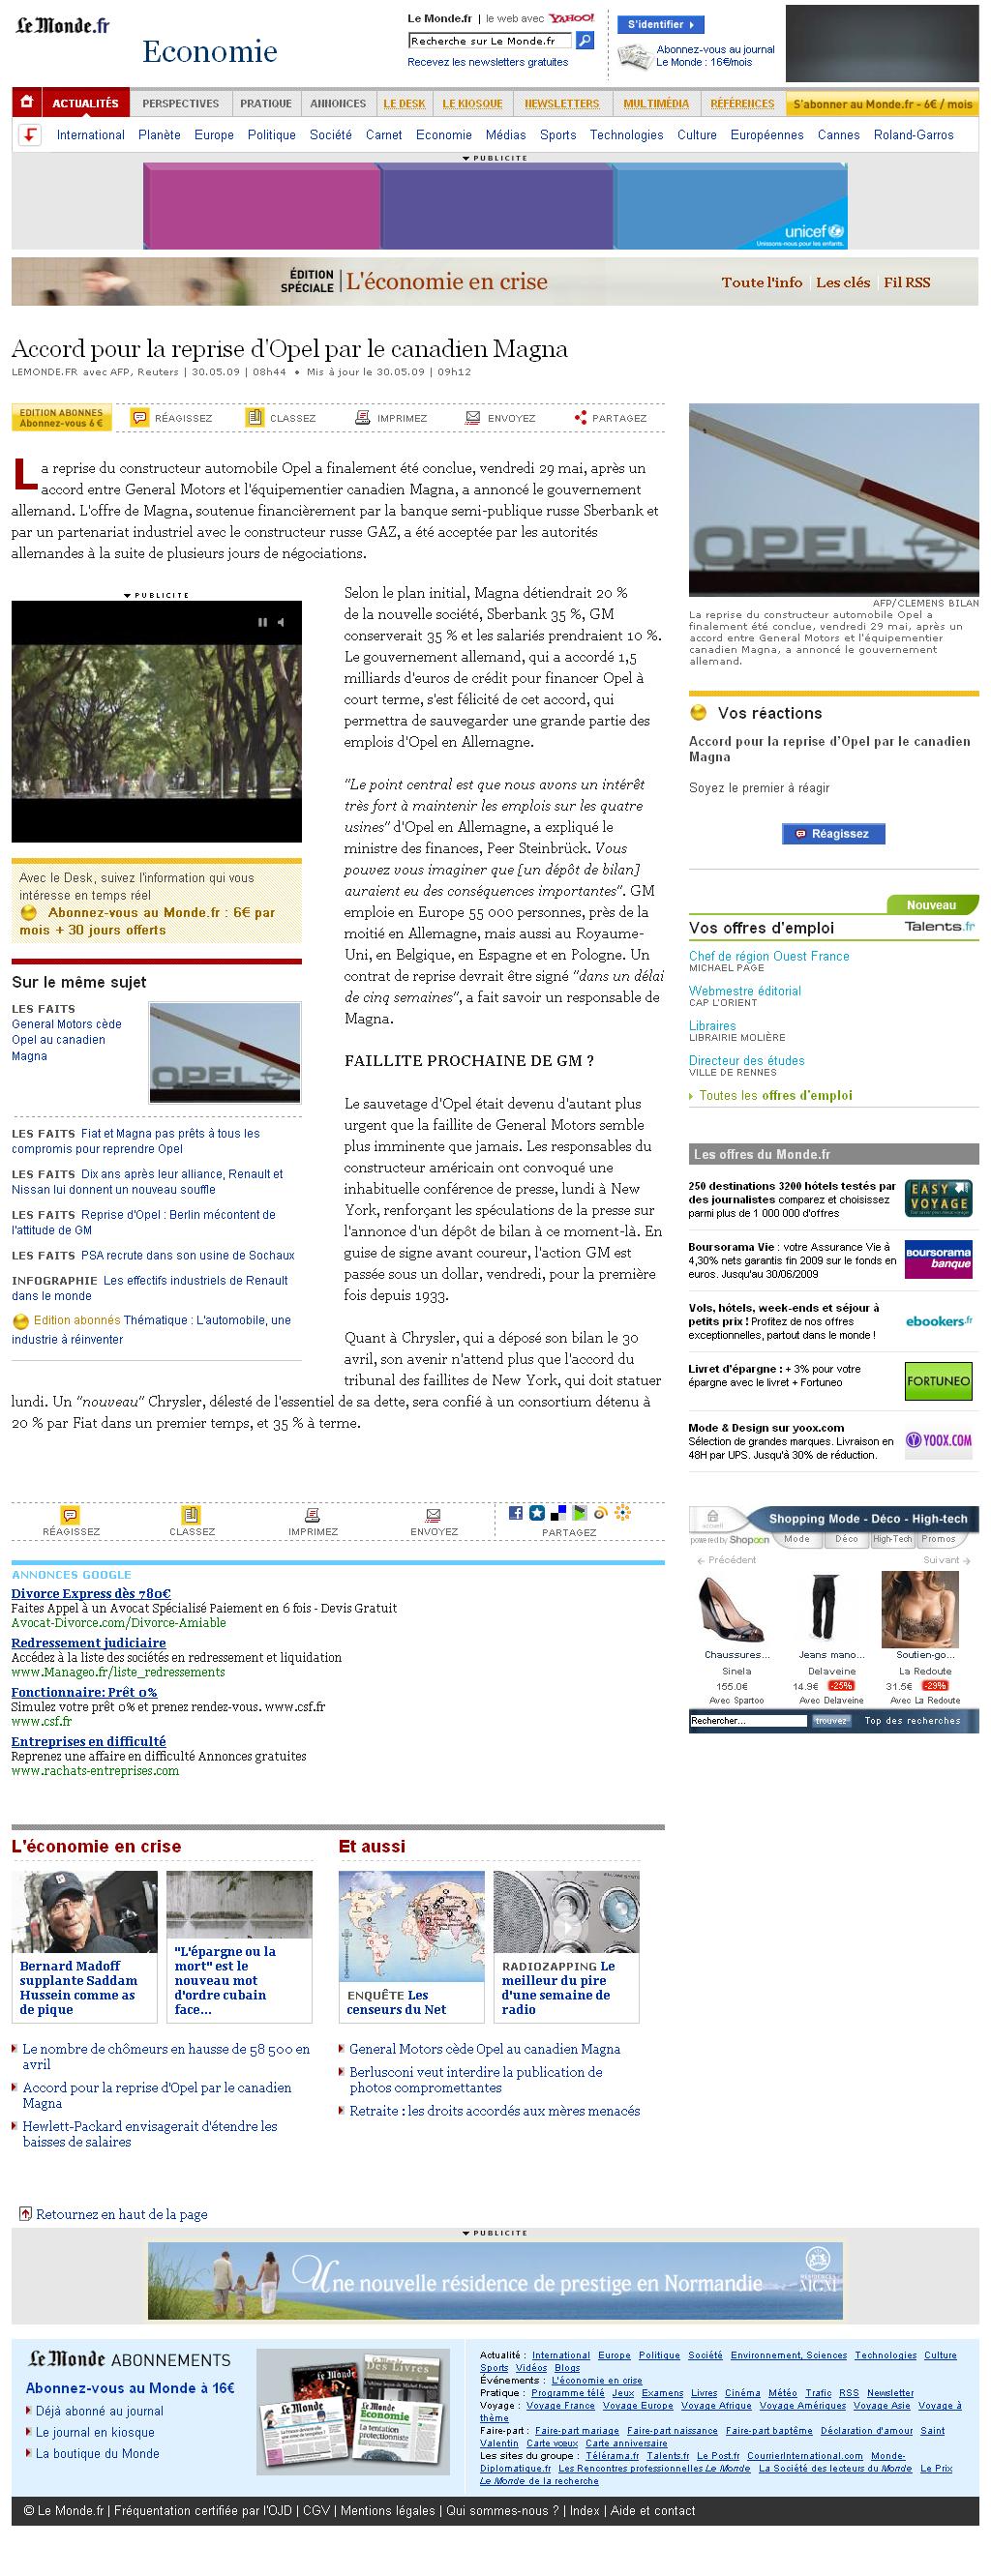 Le Monde.fr
Economie
Le Monde.fr | le web avec YAHOO!
Recherche sur Le Monde.fr
Recevez les newsletters gratuites
S'identifier
Abonnez-vous au journal
Le Monde : 16€/mois
ACTUALITÉS PERSPECTIVES PRATIQUE ANNONCES LE DESK LE KIOSQUE NEWSLETTERS MULTIMÉDIA RÉFÉRENCES S'abonner au Monde.fr - 6€ / mois
International Planète Europe Politique Société Carnet Economie Médias Sports Technologies Culture Européennes Cannes Roland-Garros
PUBLICITE
unicef
Unissons-nous pour les enfants.
ÉDITION SPÉCIALE L'économie en crise
Toute l'info | Les clés | Fil RSS
Accord pour la reprise d'Opel par le canadien Magna
LEMONDE.FR avec AFP, Reuters | 30.05.09 | 08h44 • Mis à jour le 30.05.09 | 09h12
EDITION ABONNES
Abonnez-vous 6 €
RÉAGISSEZ CLASSEZ IMPRIMEZ ENVOYEZ PARTAGEZ
La reprise du constructeur automobile Opel a finalement été conclue, vendredi 29 mai, après un
accord entre General Motors et l'équipementier canadien Magna, a annoncé le gouvernement
allemand. L'offre de Magna, soutenue financièrement par la banque semi-publique russe Sberbank et
par un partenariat industriel avec le constructeur russe GAZ, a été acceptée par les autorités
allemandes à la suite de plusieurs jours de négociations.
PUBLICITE
Selon le plan initial, Magna détiendrait 20 %
de la nouvelle société, Sberbank 35 %, GM
conserverait 35 % et les salariés prendraient 10 %.
Le gouvernement allemand, qui a accordé 1,5
milliards d'euros de crédit pour financer Opel à
court terme, s'est félicité de cet accord, qui
permettra de sauvegarder une grande partie des
emplois d'Opel en Allemagne.
"Le point central est que nous avons un intérêt
très fort à maintenir les emplois sur les quatre
usines" d'Opel en Allemagne, a expliqué le
ministre des finances, Peer Steinbrück. Vous
pouvez vous imaginer que [un dépôt de bilan]
auraient eu des conséquences importantes". GM
emploie en Europe 55 000 personnes, près de la
moitié en Allemagne, mais aussi au Royaume-
Uni, en Belgique, en Espagne et en Pologne. Un
contrat de reprise devrait être signé "dans un délai
de cinq semaines", a fait savoir un responsable de
Magna.
FAILLITE PROCHAINE DE GM ?
Le sauvetage d'Opel était devenu d'autant plus
urgent que la faillite de General Motors semble
plus imminente que jamais. Les responsables du
constructeur américain ont convoqué une
inhabituelle conférence de presse, lundi à New
York, renforçant les spéculations de la presse sur
l'annonce d'un dépôt de bilan à ce moment-là. En
guise de signe avant coureur, l'action GM est
passée sous un dollar, vendredi, pour la première
fois depuis 1933.
Quant à Chrysler, qui a déposé son bilan le 30
avril, son avenir n'attend plus que l'accord du
tribunal des faillites de New York, qui doit statuer
lundi. Un "nouveau" Chrysler, délesté de l'essentiel de sa dette, sera confié à un consortium détenu à
20 % par Fiat dans un premier temps, et 35 % à terme.
Avec le Desk, suivez l'information qui vous
intéresse en temps réel
Abonnez-vous au Monde.fr : 6€ par
mois + 30 jours offerts
Sur le même sujet
LES FAITS
General Motors cède
Opel au canadien
Magna
OPEL
LES FAITS Fiat et Magna pas prêts à tous les
compromis pour reprendre Opel
LES FAITS Dix ans après leur alliance, Renault et
Nissan lui donnent un nouveau souffle
LES FAITS Reprise d'Opel : Berlin mécontent de
l'attitude de GM
LES FAITS PSA recrute dans son usine de Sochaux
INFOGRAPHIE Les effectifs industriels de Renault
dans le monde
Edition abonnés Thématique : L'automobile, une
industrie à réinventer
OPEL
AFP/CLEMENS BILAN
La reprise du constructeur automobile Opel a
finalement été conclue, vendredi 29 mai, après un
accord entre General Motors et l'équipementier
canadien Magna, a annoncé le gouvernement
allemand.
Vos réactions
Accord pour la reprise d'Opel par le canadien
Magna
Soyez le premier à réagir
Réagissez
Nouveau
Vos offres d'emploi
Talents.fr
Chef de région Ouest France
MICHAEL PAGE
Webmestre éditorial
CAP L'ORIENT
Libraires
LIBRAIRIE MOLIÈRE
Directeur des études
VILLE DE RENNES
Toutes les offres d'emploi
Les offres du Monde.fr
250 destinations 3200 hôtels testés par
des journalistes comparez et choisissez
parmi plus de 1 000 000 d'offres
EASY VOYAGE
Boursorama Vie : votre Assurance Vie à
4,30% nets garantis fin 2009 sur le fonds en
euros. Jusqu'au 30/06/2009
BOURSORAMA banque
Vols, hôtels, week-ends et séjour à
petits prix ! Profitez de nos offres
exceptionnelles, partout dans le monde !
ebookers.fr
Livret d'épargne : + 3% pour votre
épargne avec le livret + Fortuneo
FORTUNEO
Mode & Design sur yoox.com
Sélection de grandes marques. Livraison en
48H par UPS. Jusqu'à 30% de réduction.
YOOX.COM
RÉAGISSEZ CLASSEZ IMPRIMEZ ENVOYEZ PARTAGEZ
accueil
Shopping Mode - Déco - High-tech
powered by Shopoon
Mode Déco High-Tech Promos
Précédent Suivant
Chaussures... Jeans mano... Soutien-go...
Sinela Delaveine La Redoute
155.0€ 14.9€ -25% 31.5€ -29%
Avec Spartoo Avec Delaveine Avec La Redoute
Rechercher... trouvez Top des recherches
ANNONCES GOOGLE
Divorce Express dès 780€
Faites Appel à un Avocat Spécialisé Paiement en 6 fois - Devis Gratuit
Avocat-Divorce.com/Divorce-Amiable
Redressement judiciaire
Accédez à la liste des sociétés en redressement et liquidation
www.Manageo.fr/liste_redressements
Fonctionnaire: Prêt 0%
Simulez votre prêt 0% et prenez rendez-vous. www.csf.fr
www.csf.fr
Entreprises en difficulté
Reprenez une affaire en difficulté Annonces gratuites
www.rachats-entreprises.com
L'économie en crise
Bernard Madoff
supplante Saddam
Hussein comme as
de pique
"L'épargne ou la
mort" est le
nouveau mot
d'ordre cubain
face...
Le nombre de chômeurs en hausse de 58 500 en
avril
Accord pour la reprise d'Opel par le canadien
Magna
Hewlett-Packard envisagerait d'étendre les
baisses de salaires
Et aussi
ENQUÊTE Les
censeurs du Net
RADIOZAPPING Le
meilleur du pire
d'une semaine de
radio
General Motors cède Opel au canadien Magna
Berlusconi veut interdire la publication de
photos compromettantes
Retraite : les droits accordés aux mères menacés
Retournez en haut de la page
PUBLICITE
Une nouvelle résidence de prestige en Normandie
RÉSIDENCES
MGM
Le Monde ABONNEMENTS
Abonnez-vous au Monde à 16€
Déjà abonné au journal
Le journal en kiosque
La boutique du Monde
Actualité : International Europe Politique Société Environnement, Sciences Technologies Culture
Sports Vidéos Blogs
Événements : L'économie en crise
Pratique : Programme télé Jeux Examens Livres Cinéma Météo Trafic RSS Newsletter
Voyage : Voyage France Voyage Europe Voyage Afrique Voyage Amériques Voyage Asie Voyage à
thème
Faire-part : Faire-part mariage Faire-part naissance Faire-part baptême Déclaration d'amour Saint
Valentin Carte vœux Carte anniversaire
Les sites du groupe : Télérama.fr Talents.fr Le Post.fr CourrierInternational.com Monde-
Diplomatique.fr Les Rencontres professionnelles Le Monde La Société des lecteurs du Monde Le Prix
Le Monde de la recherche
© Le Monde.fr | Fréquentation certifiée par l'OJD | CGV | Mentions légales | Qui sommes-nous ? | Index | Aide et contact